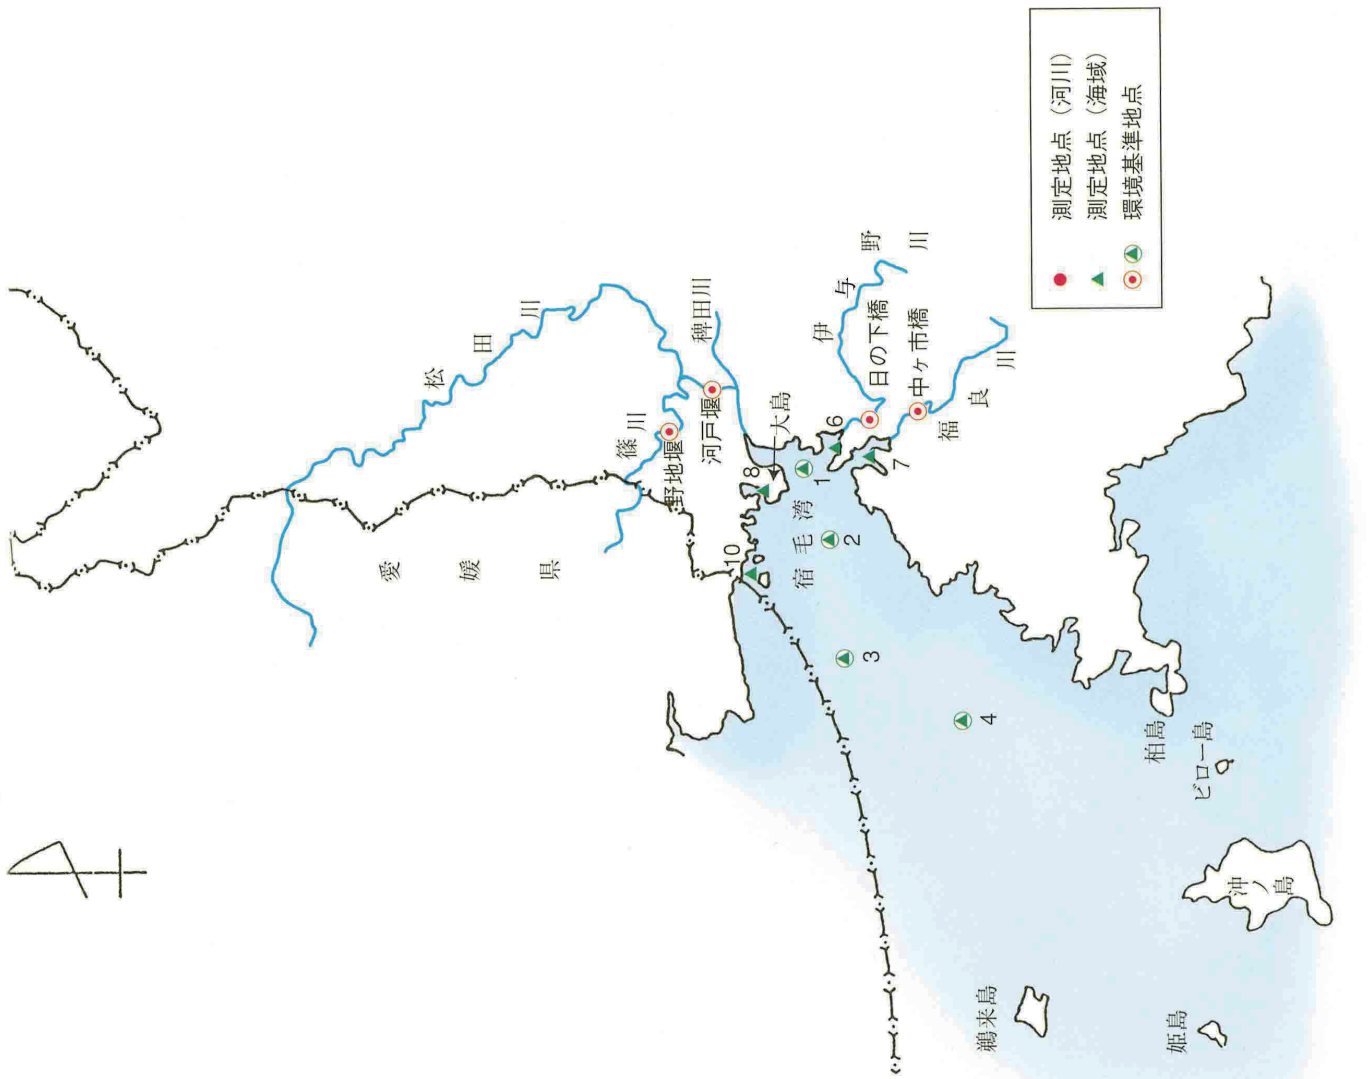 測定地点（河川）
測定地点（海域）
環境基準地点
松田川
篠川
野地堰
河戸堰
稗田川
伊与野川
日の下橋
中ヶ市橋
福良川
大島
愛媛県
宿毛湾
1
2
3
4
6
7
8
10
柏島
ビロー島
沖ノ島
鵜来島
姫島